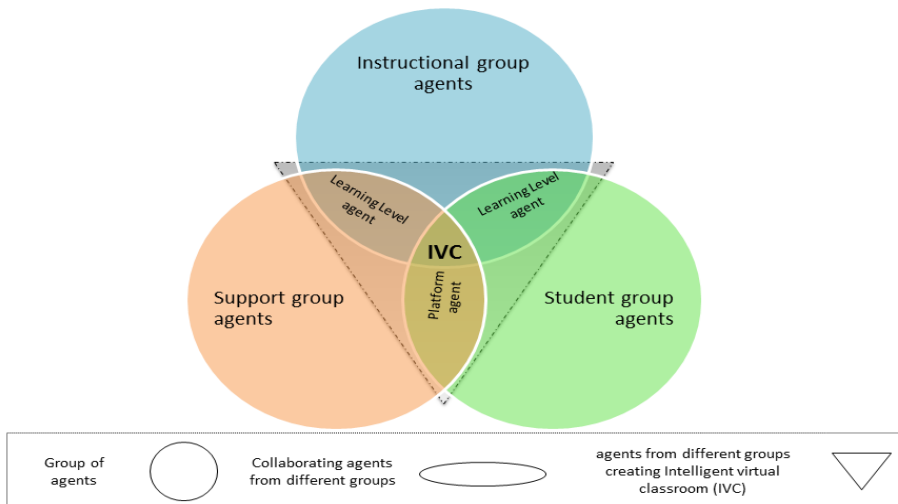 Instructional group
agents
Learning Level
agent
Learning Level
agent
IVC
Platform
agent
Support group
agents
Student group
agents
Group of
agents
Collaborating agents
from different groups
agents from different groups
creating Intelligent virtual
classroom (IVC)